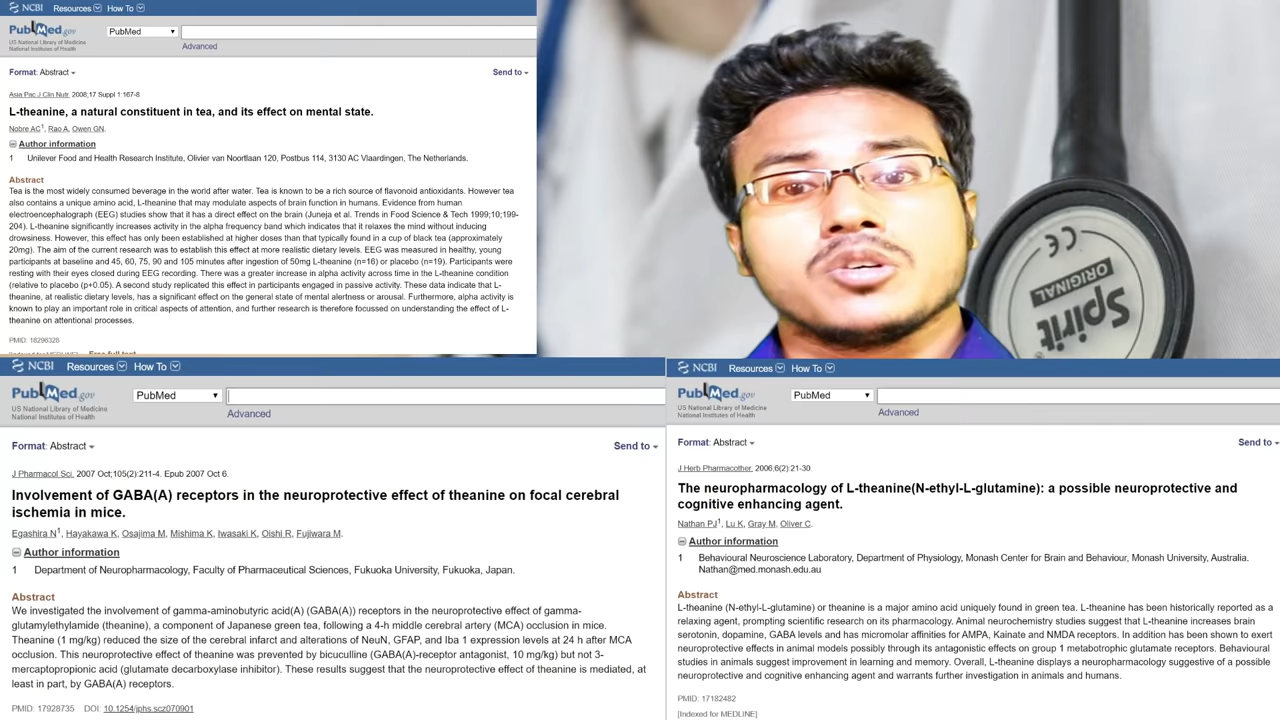 NCBI Resources How To
PubMed.gov
US National Library of Medicine
National Institutes of Health
PubMed
Advanced
Format: Abstract
Send to
Asia Pac J Clin Nutr. 2008;17 Suppl 1:167-8.
L-theanine, a natural constituent in tea, and its effect on mental state.
Nobre AC1, Rao A, Owen GN.
Author information
1 Unilever Food and Health Research Institute, Olivier van Noortlaan 120, Postbus 114, 3130 AC Vlaardingen, The Netherlands.
Abstract
Tea is the most widely consumed beverage in the world after water. Tea is known to be a rich source of flavonoid antioxidants. However tea
also contains a unique amino acid, L-theanine that may modulate aspects of brain function in humans. Evidence from human
electroencephalograph (EEG) studies show that it has a direct effect on the brain (Juneja et al. Trends in Food Science & Tech 1999;10;199-
204). L-theanine significantly increases activity in the alpha frequency band which indicates that it relaxes the mind without inducing
drowsiness. However, this effect has only been established at higher doses than that typically found in a cup of black tea (approximately
20mg). The aim of the current research was to establish this effect at more realistic dietary levels. EEG was measured in healthy, young
participants at baseline and 45, 60, 75, 90 and 105 minutes after ingestion of 50mg L-theanine (n=16) or placebo (n=19). Participants were
resting with their eyes closed during EEG recording. There was a greater increase in alpha activity across time in the L-theanine condition
(relative to placebo (p+0.05). A second study replicated this effect in participants engaged in passive activity. These data indicate that L-
theanine, at realistic dietary levels, has a significant effect on the general state of mental alertness or arousal. Furthermore, alpha activity is
known to play an important role in critical aspects of attention, and further research is therefore focussed on understanding the effect of L-
theanine on attentional processes.
PMID: 18296328
CE
ORIGINAL
Spirit
NCBI Resources How To
PubMed.gov
US National Library of Medicine
National Institutes of Health
PubMed
Advanced
Format: Abstract
Send to
J Pharmacol Sci. 2007 Oct;105(2):211-4. Epub 2007 Oct 6.
Involvement of GABA(A) receptors in the neuroprotective effect of theanine on focal cerebral
ischemia in mice.
Egashira N1, Hayakawa K, Osajima M, Mishima K, Iwasaki K, Oishi R, Fujiwara M.
Author information
1 Department of Neuropharmacology, Faculty of Pharmaceutical Sciences, Fukuoka University, Fukuoka, Japan.
Abstract
We investigated the involvement of gamma-aminobutyric acid(A) (GABA(A)) receptors in the neuroprotective effect of gamma-
glutamylethylamide (theanine), a component of Japanese green tea, following a 4-h middle cerebral artery (MCA) occlusion in mice.
Theanine (1 mg/kg) reduced the size of the cerebral infarct and alterations of NeuN, GFAP, and Iba 1 expression levels at 24 h after MCA
occlusion. This neuroprotective effect of theanine was prevented by bicuculline (GABA(A)-receptor antagonist, 10 mg/kg) but not 3-
mercaptopropionic acid (glutamate decarboxylase inhibitor). These results suggest that the neuroprotective effect of theanine is mediated, at
least in part, by GABA(A) receptors.
PMID: 17928735 DOI: 10.1254/jphs.scz070901
NCBI Resources How To
PubMed.gov
US National Library of Medicine
National Institutes of Health
PubMed
Advanced
Format: Abstract
Send to
J Herb Pharmacother. 2006;6(2):21-30.
The neuropharmacology of L-theanine(N-ethyl-L-glutamine): a possible neuroprotective and
cognitive enhancing agent.
Nathan PJ1, Lu K, Gray M, Oliver C.
Author information
1 Behavioural Neuroscience Laboratory, Department of Physiology, Monash Center for Brain and Behaviour, Monash University, Australia.
Nathan@med.monash.edu.au
Abstract
L-theanine (N-ethyl-L-glutamine) or theanine is a major amino acid uniquely found in green tea. L-theanine has been historically reported as a
relaxing agent, prompting scientific research on its pharmacology. Animal neurochemistry studies suggest that L-theanine increases brain
serotonin, dopamine, GABA levels and has micromolar affinities for AMPA, Kainate and NMDA receptors. In addition has been shown to exert
neuroprotective effects in animal models possibly through its antagonistic effects on group 1 metabotrophic glutamate receptors. Behavioural
studies in animals suggest improvement in learning and memory. Overall, L-theanine displays a neuropharmacology suggestive of a possible
neuroprotective and cognitive enhancing agent and warrants further investigation in animals and humans.
PMID: 17182482
[Indexed for MEDLINE]